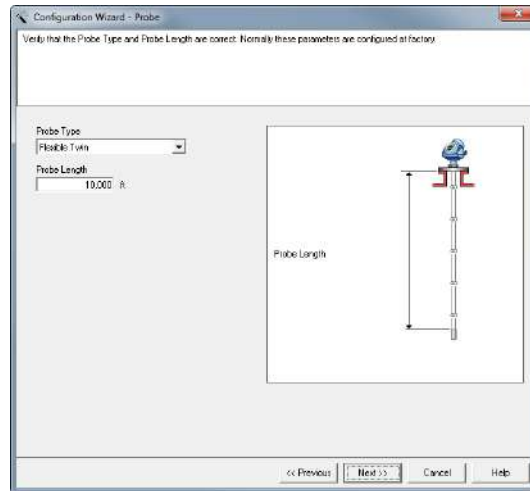 Configuration Wizard - Probe
Verify that the Probe Type and Probe Length are correct. Normally these parameters are configured at factory.
Probe Type
Flexible Twin
Probe Length
10,000 ft
Probe Length
<< Previous
Next >>
Cancel
Help